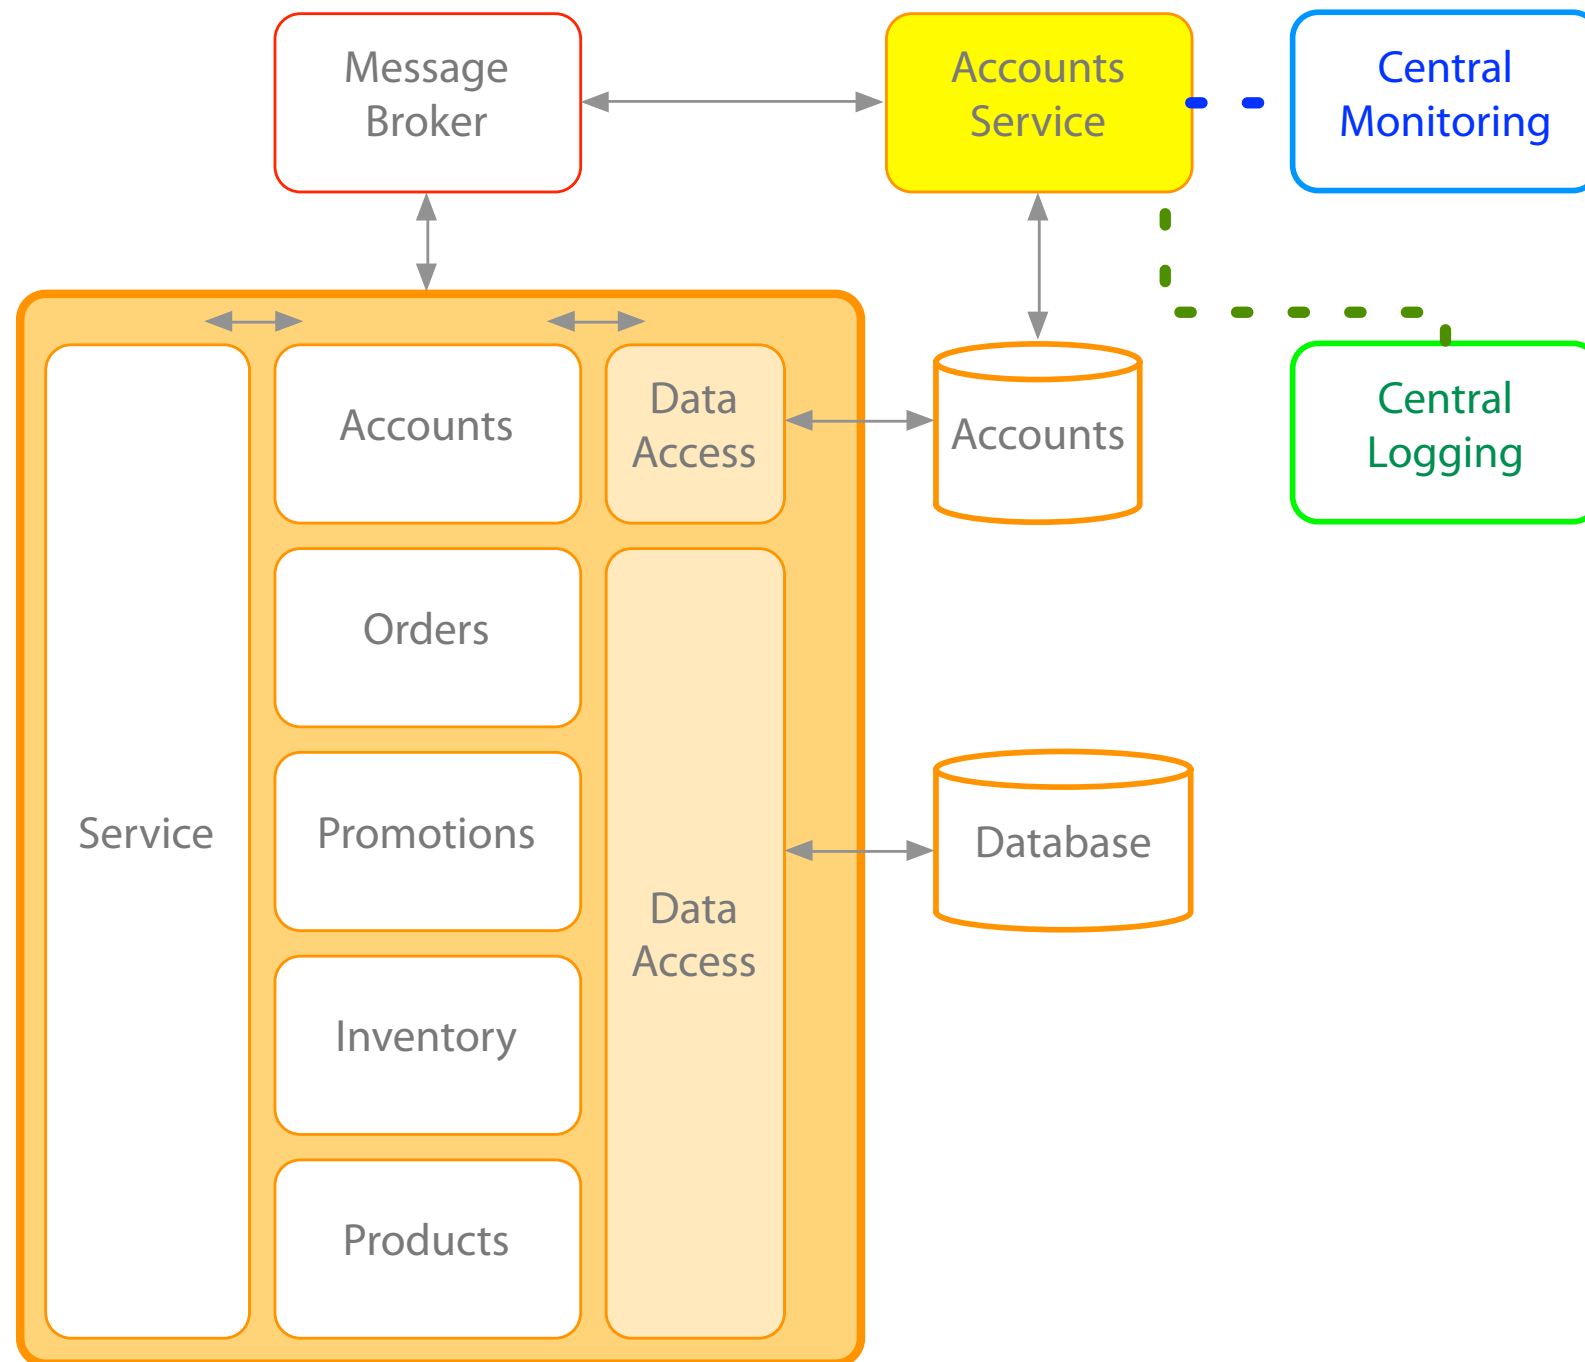 Message
Broker
Accounts
Service
Central
Monitoring
Accounts
Data
Access
Accounts
Central
Logging
Orders
Service
Promotions
Data
Access
Database
Inventory
Products